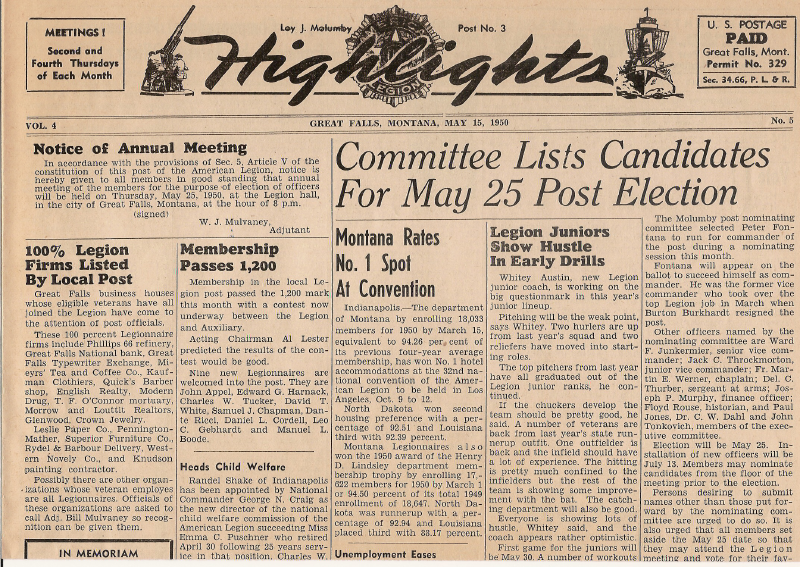 MEETINGS!
Second and
Fourth Thursdays
of Each Month
Loy J. Molumby
Post No. 3
Highlights
LEGION
U. S. POSTAGE
PAID
Great Falls, Mont.
Permit No. 329
Sec. 34.66, P. L. & R.
VOL. 4
GREAT FALLS, MONTANA, MAY 15, 1950
No. 5
Notice of Annual Meeting
In accordance with the provisions of Sec. 5, Article V of the
constitution of this post of the American Legion, notice is
hereby given to all members in good standing that annual
meeting of the members for the purpose of election of officers
will be held on Thursday, May 25, 1950, at the Legion hall,
in the city of Great Falls, Montana, at the hour of 8 p.m.
(signed)
W. J. Mulvaney,
Adjutant
100% Legion
Firms Listed
By Local Post
Great Falls business houses
whose eligible veterans have all
joined the Legion have come
to the attention of post officials.
These 100 percent Legionnaire
firms include Phillips 66 refinery,
Great Falls National bank, Great
Falls Typewriter Exchange, Mi-
eyrs' Tea and Coffee Co., Kauf-
man Clothiers, Quick's Barber
shop, English Realty, Modern
Drug, T. F. O'Connor mortuary,
Morrow and Louttit Realtors,
Glenwood, Crown Jewelry.
Leslie Paper Co., Pennington-
Mather, Superior Furniture Co.,
Rydel & Barbour Delivery, West-
ern Novely Co., and Knudson
painting contractor.
Possibly there are other organ-
izations whose veteran employes
are all Legionnaires. Officials of
these organizations are asked to
call Adj. Bill Mulvaney so recog-
nition can be given them.
IN MEMORIAM
Membership
Passes 1,200
Membership in the local Le-
gion post passed the 1,200 mark
this month with a contest now
underway between the Legion
and Auxiliary.
Acting Chairman Al Lester
predicted the results of the con-
test would be good.
Nine new Legionnaires are
welcomed into the post. They are
John Appel, Edward G. Harnack,
Charles W. Tucker, David T.
White, Samuel J. Chapman, Dan-
te Ricci, Daniel L. Cordell, Leo
C. Gebhardt and Manuel L.
Boode.
Heads Child Welfare
Randel Shake of Indianapolis
has been appointed by National
Commander George N. Craig as
the new director of the national
child welfare commission of the
American Legion succeeding Miss
Emma C. Puschner who retired
April 30 following 25 years serv-
ice in that position. Charles W.
Committee Lists Candidates
For May 25 Post Election
Montana Rates
No. 1 Spot
At Convention
Indianapolis.—The department
of Montana by enrolling 18,033
members for 1950 by March 15,
equivalent to 94.26 percent of its
previous four-year average
membership, has won No. 1 hotel
accommodations at the 32nd na-
tional convention of the Amer-
ican Legion to be held in Los
Angeles, Oct. 9 to 12.
North Dakota won second
housing preference with a per-
centage of 92.51 and Louisiana
third with 92.39 percent.
Montana Legionnaires also
won the 1950 award of the Henry
D. Lindsley department mem-
bership trophy by enrolling 17,-
622 members for 1950 by March 1
or 94.50 percent of its total 1949
enrollment of 18,647. North Da-
kota was runnerup with a per-
centage of 92.94 and Louisiana
placed third with 88.17 percent.
Unemployment Eases
Legion Juniors
Show Hustle
In Early Drills
Whitey Austin, new Legion
junior coach, is working on the
big questionmark in this year's
junior lineup.
Pitching will be the weak point,
says Whitey. Two hurlers are up
from last year's squad and two
reliefers have moved into start-
ing roles.
The top pitchers from last year
have all graduated out of the
Legion junior ranks, he con-
tinued.
If the chuckers develop the
team should be pretty good, he
said. A number of veterans are
back from last year's state run-
nerup outfit. One outfielder is
back and the infield should have
a lot of experience. The hitting
is pretty much confined to the
infielders but the rest of the
team is showing some improve-
ment with the bat. The catch-
ing department will also be good.
Everyone is showing lots of
hustle, Whitey said, and the
coach appears rather optimistic.
First game for the juniors will
be May 30. A number of workouts
The Molumby post nominating
committee selected Peter Fon-
tana to run for commander of
the post during a nominating
session this month.
Fontana will appear on the
ballot to succeed himself as com-
mander. He was the former vice
commander who took over the
top Legion job in March when
Burton Burkhardt resigned the
post.
Other officers named by the
nominating committee are Ward
F. Junkermier, senior vice com-
mander; Jack C. Throckmorton,
junior vice commander; Fr. Mar-
tin E. Werner, chaplain; Del C.
Thurber, sergeant at arms; Jos-
eph P. Murphy, finance officer;
Floyd Rouse, historian, and Paul
Jones, Dr. C. W. Dahl and John
Tonkovich, members of the ex-
ecutive committee.
Election will be May 25. In-
stallation of new officers will be
July 13. Members may nominate
candidates from the floor of the
meeting prior to the election.
Persons desiring to submit
names other than those put for-
ward by the nominating com-
mittee are urged to do so. It is
also urged that all members set
aside the May 25 date so that
they may attend the Legion
meeting and vote for their fav-